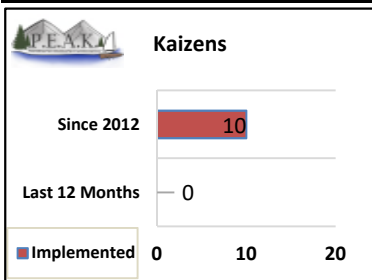 P.E.A.K
Kaizens
Since 2012
10
Last 12 Months
0
Implemented
0 10 20